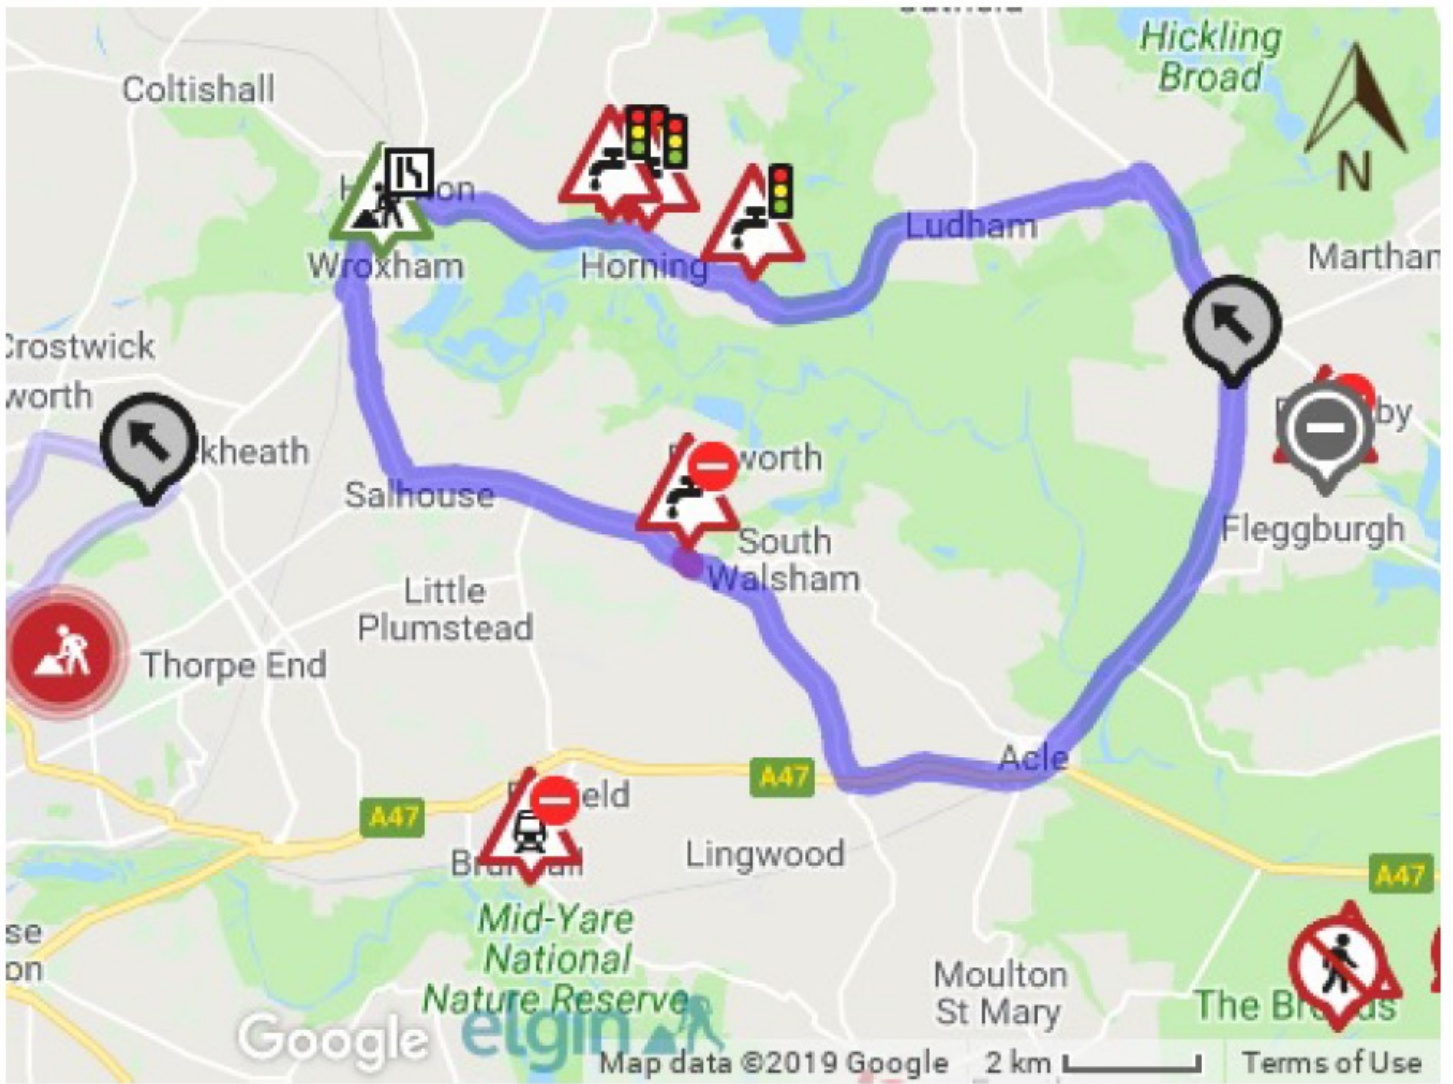 Hickling
Broad
Coltishall
N
Wroxham
Horning
Ludham
Crostwick
worth
kheath
Salhouse
worth
by
South
Walsham
Fleggburgh
Little
Plumstead
Thorpe End
Acle
A47
A47
eld
Lingwood
A47
Mid-Yare
National
Nature Reserve
se
on
Moulton
St Mary
Google
elgin
Map data ©2019 Google
2 km
Terms of Use